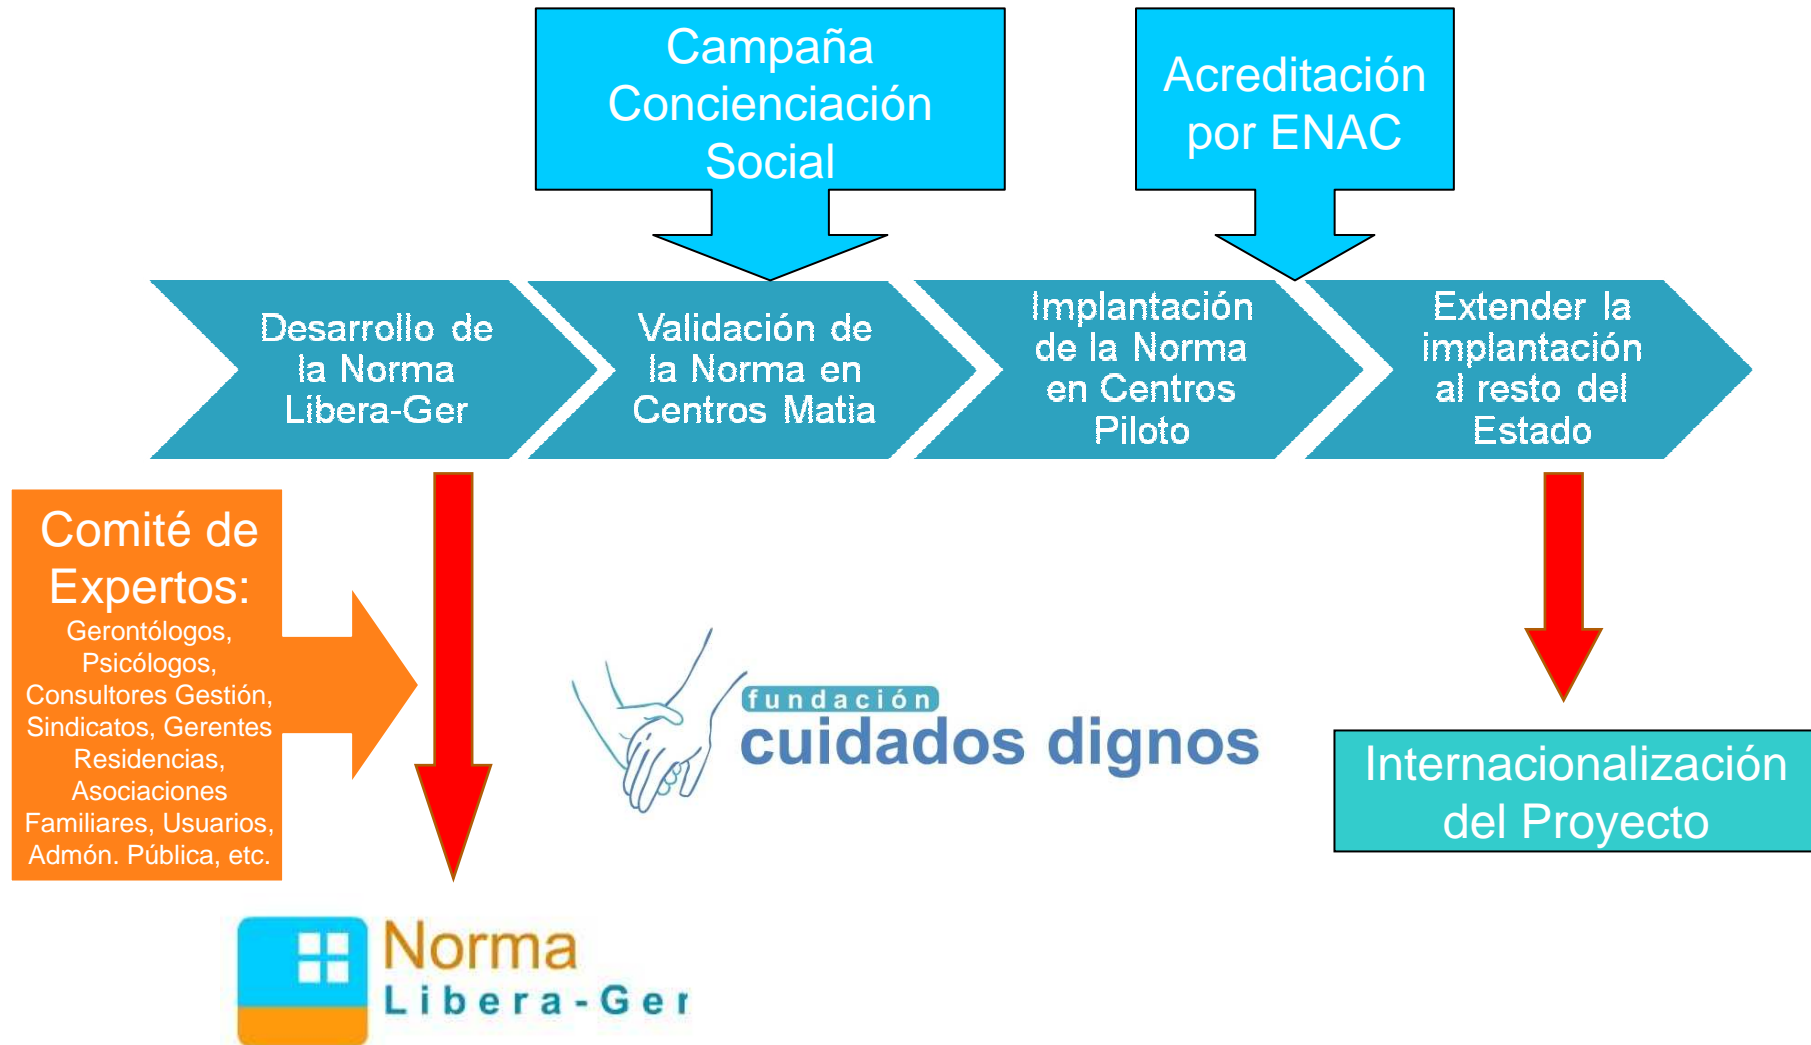 Campaña
Concienciación
Social
Acreditación
por ENAC
Desarrollo de
la Norma
Libera-Ger
Validación de
la Norma en
Centros Matia
Implantación
de la Norma
en Centros
Piloto
Extender la
implantación
al resto del
Estado
Comité de
Expertos:
Gerontólogos,
Psicólogos,
Consultores Gestión,
Sindicatos, Gerentes
Residencias,
Asociaciones
Familiares, Usuarios,
Admón. Pública, etc.
fundación
cuidados dignos
Internacionalización
del Proyecto
Norma
Libera-Ger